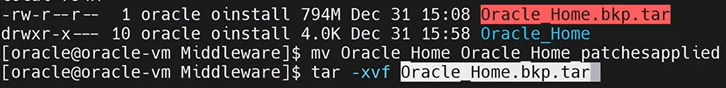 -rw-r--r-- 1 oracle oinstall 794M Dec 31 15:08 Oracle_Home.bkp.tar
drwxr-x--- 10 oracle oinstall 4.0K Dec 31 15:58 Oracle_Home
[oracle@oracle-vm Middleware]$ mv Oracle_Home Oracle_Home_patchesapplied
[oracle@oracle-vm Middleware]$ tar -xvf Oracle_Home.bkp.tar